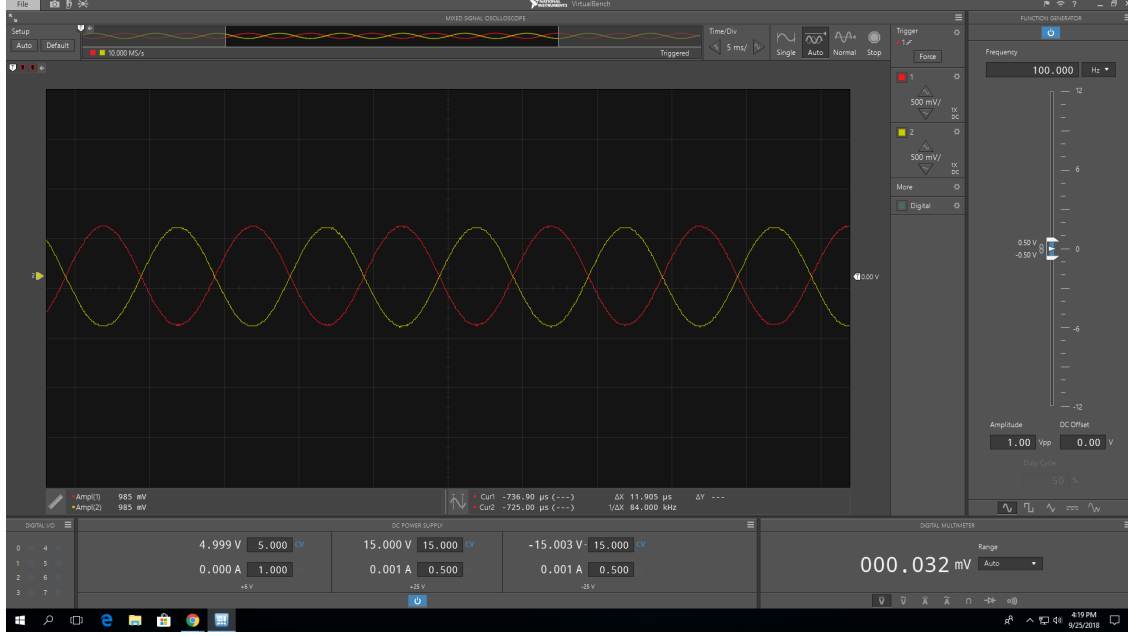 File
NATIONAL INSTRUMENTS VirtualBench
?
MIXED SIGNAL OSCILLOSCOPE
FUNCTION GENERATOR
Setup
Auto Default
10.000 MS/s
Triggered
Time/Div
5 ms/
Single Auto Normal Stop
Trigger
1
Force
1
500 mV/
1X
DC
2
500 mV/
1X
DC
More
Digital
Frequency
100.000 Hz
12
6
0.50 V
-0.50 V
0
-6
-12
Amplitude DC Offset
1.00 Vpp 0.00 V
Duty Cycle
50 %
2
T 0.00 V
Ampl(1) 985 mV
Ampl(2) 985 mV
Cur1 -736.90 µs (---) ΔX 11.905 µs ΔY ---
Cur2 -725.00 µs (---) 1/ΔX 84.000 kHz
DIGITAL I/O
0 4
1 5
2 6
3 7
DC POWER SUPPLY
4.999 V 5.000 CV
0.000 A 1.000
+6 V
15.000 V 15.000 CV
0.001 A 0.500
+25 V
-15.003 V - 15.000 CV
0.001 A 0.500
-25 V
DIGITAL MULTIMETER
000.032 mV
Range
Auto
4:19 PM
9/25/2018